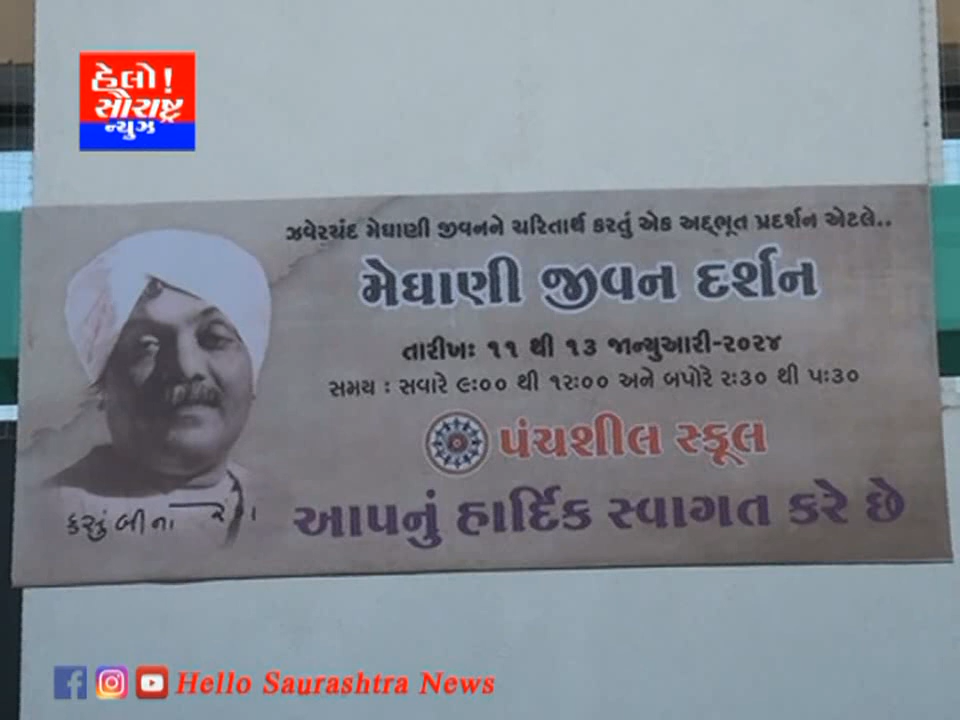 હેલો!
સૌરાષ્ટ્ર
ન્યુઝ
ઝવેરચંદ મેઘાણી જીવનને ચરિતાર્થ કરતું એક અદ્ભૂત પ્રદર્શન એટલે..
મેઘાણી જીવન દર્શન
તારીખઃ ૧૧ થી ૧૩ જાન્યુઆરી-૨૦૨૪
સમય : સવારે ૯:૦૦ થી ૧૨:૦૦ અને બપોરે ૨:૩૦ થી ૫:૩૦
પંચશીલ સ્કૂલ
આપનું હાર્દિક સ્વાગત કરે છે
Hello Saurashtra News